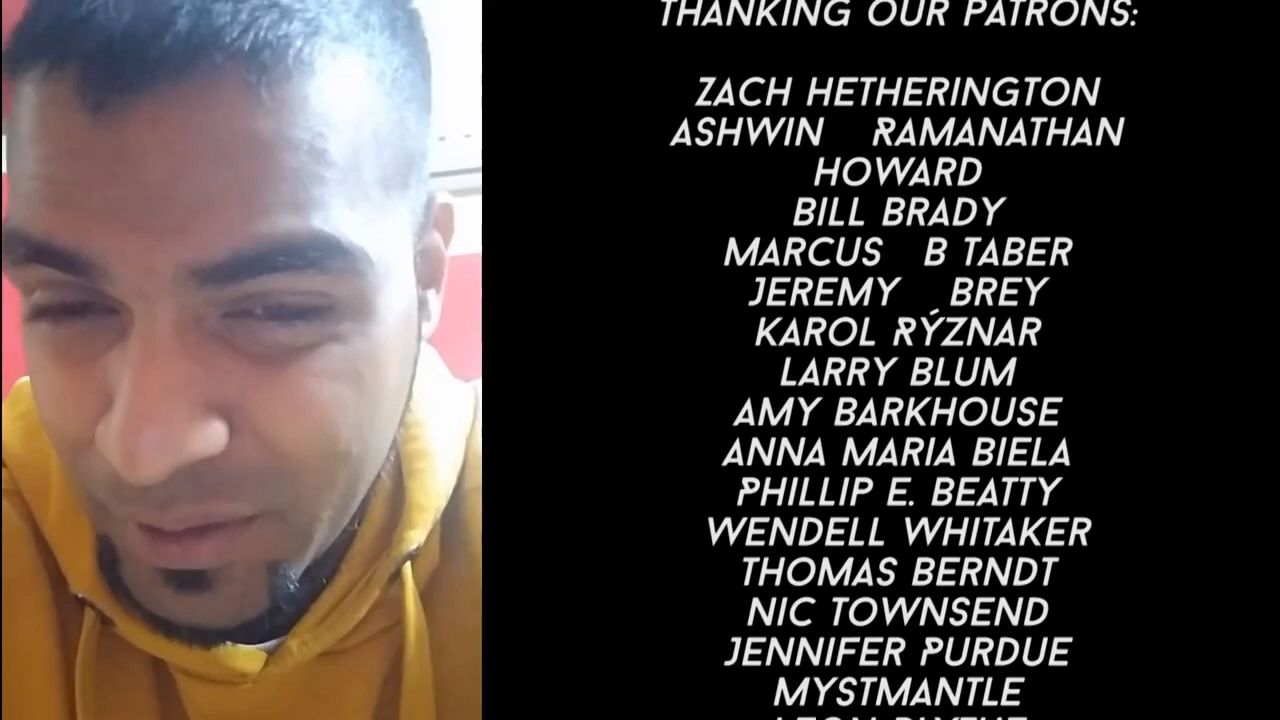 THANKING OUR PATRONS:
ZACH HETHERINGTON
ASHWIN RAMANATHAN
HOWARD
BILL BRADY
MARCUS B TABER
JEREMY BREY
KAROL RÝZNAR
LARRY BLUM
AMY BARKHOUSE
ANNA MARIA BIELA
PHILLIP E. BEATTY
WENDELL WHITAKER
THOMAS BERNDT
NIC TOWNSEND
JENNIFER PURDUE
MYSTMANTLE